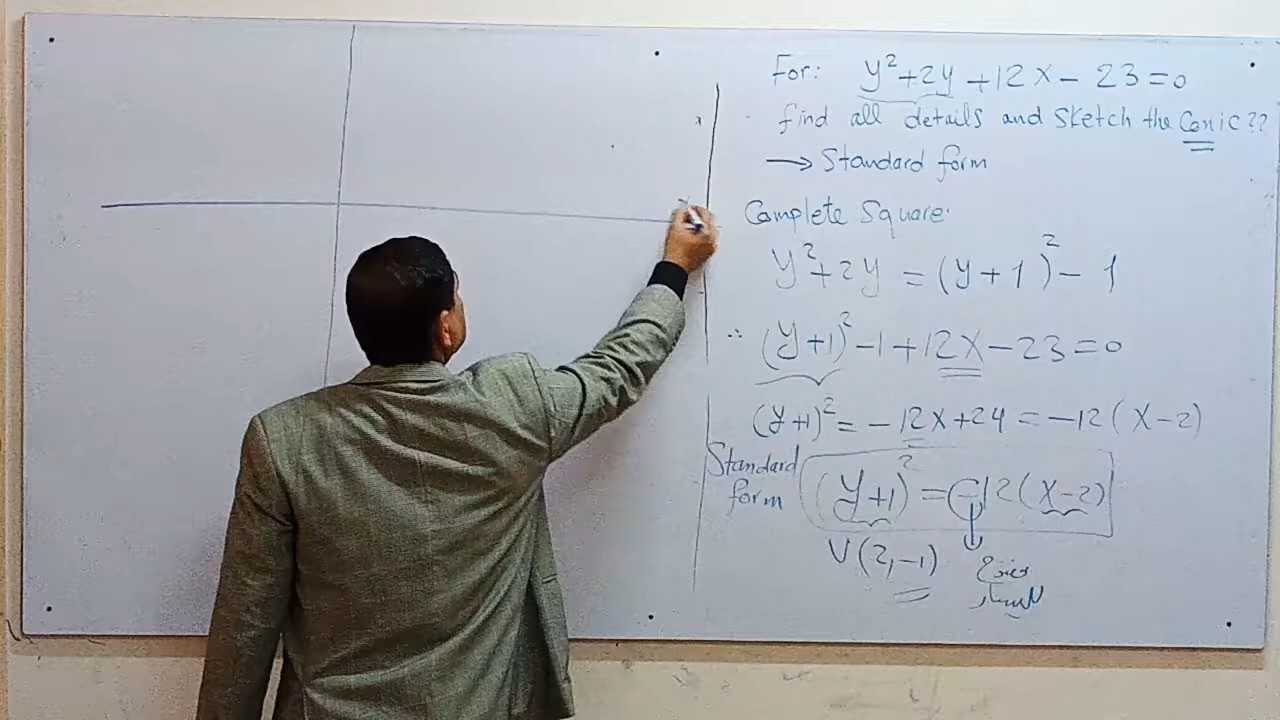 For: y²+2y+12x-23=0
find all details and sketch the Conic??
→ Standard form
Complete Square:
y²+2y = (y+1)²-1
∴ (y+1)²-1+12x-23=0
(y+1)²=-12x+24=-12(x-2)
Standard form
(y+1)²=-12(x-2)
V(2,-1)
لليسار